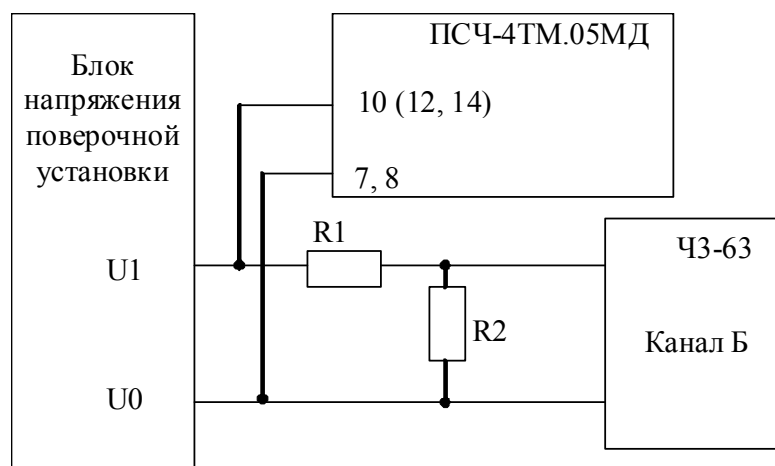 Блок
напряжения
поверочной
установки
U1
U0
ПСЧ-4ТМ.05МД
10 (12, 14)
7, 8
R1
R2
Ч3-63
Канал Б